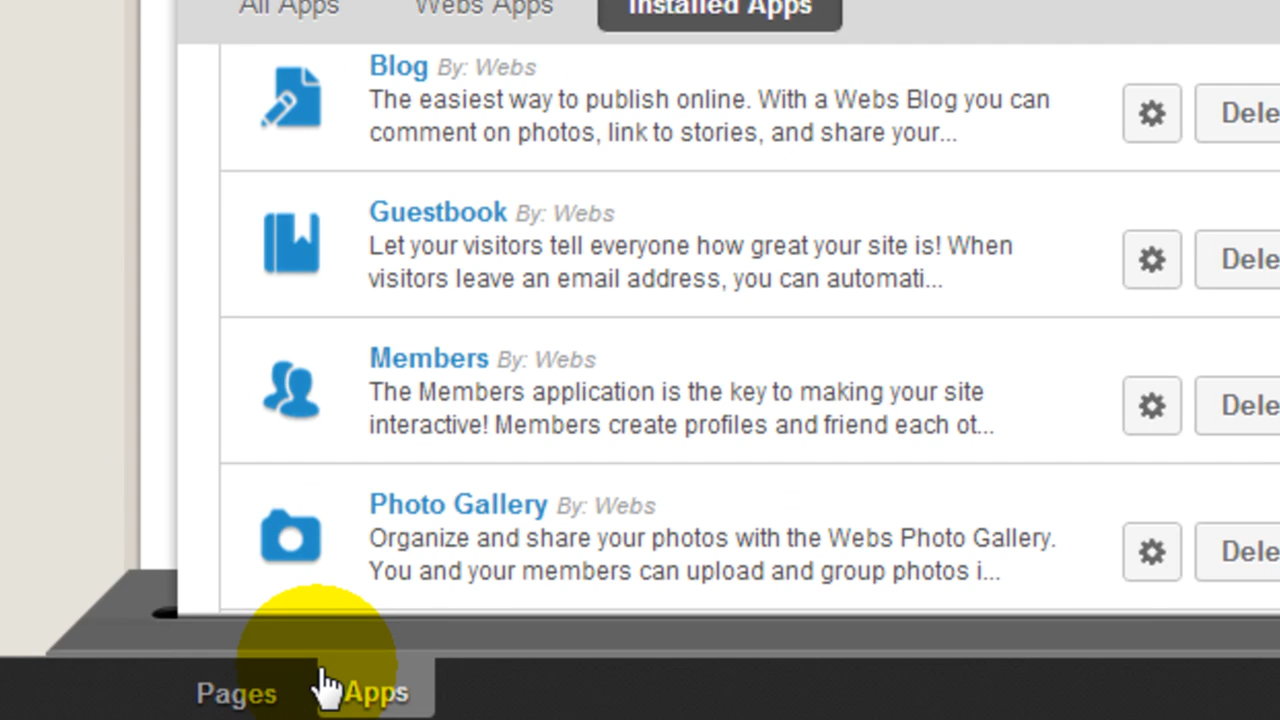 All Apps Webs Apps Installed Apps
Blog By: Webs
The easiest way to publish online. With a Webs Blog you can
comment on photos, link to stories, and share your...
Dele
Guestbook By: Webs
Let your visitors tell everyone how great your site is! When
visitors leave an email address, you can automati...
Dele
Members By: Webs
The Members application is the key to making your site
interactive! Members create profiles and friend each ot...
Dele
Photo Gallery By: Webs
Organize and share your photos with the Webs Photo Gallery.
You and your members can upload and group photos i...
Dele
Pages Apps